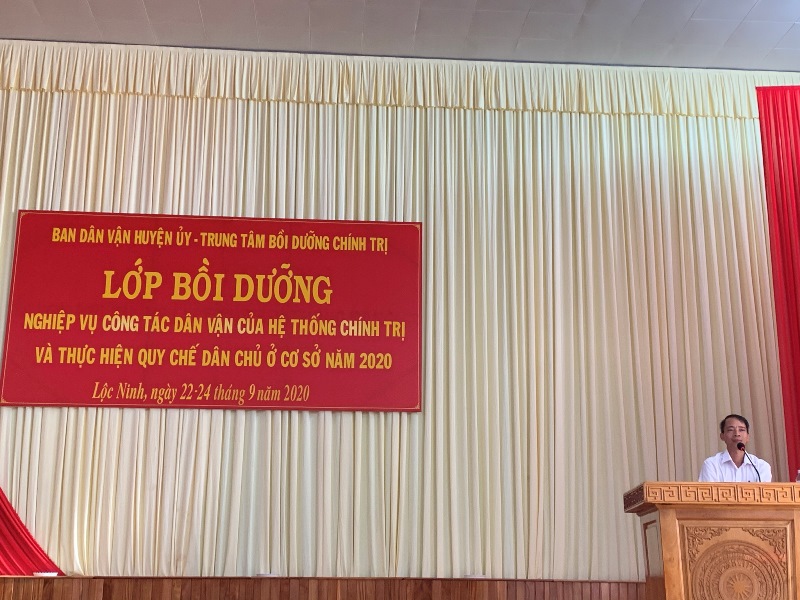 BAN DÂN VẬN HUYỆN ỦY - TRUNG TÂM BỒI DƯỠNG CHÍNH TRỊ
LỚP BỒI DƯỠNG
NGHIỆP VỤ CÔNG TÁC DÂN VẬN CỦA HỆ THỐNG CHÍNH TRỊ
VÀ THỰC HIỆN QUY CHẾ DÂN CHỦ Ở CƠ SỞ NĂM 2020
Lộc Ninh, ngày 22-24 tháng 9 năm 2020